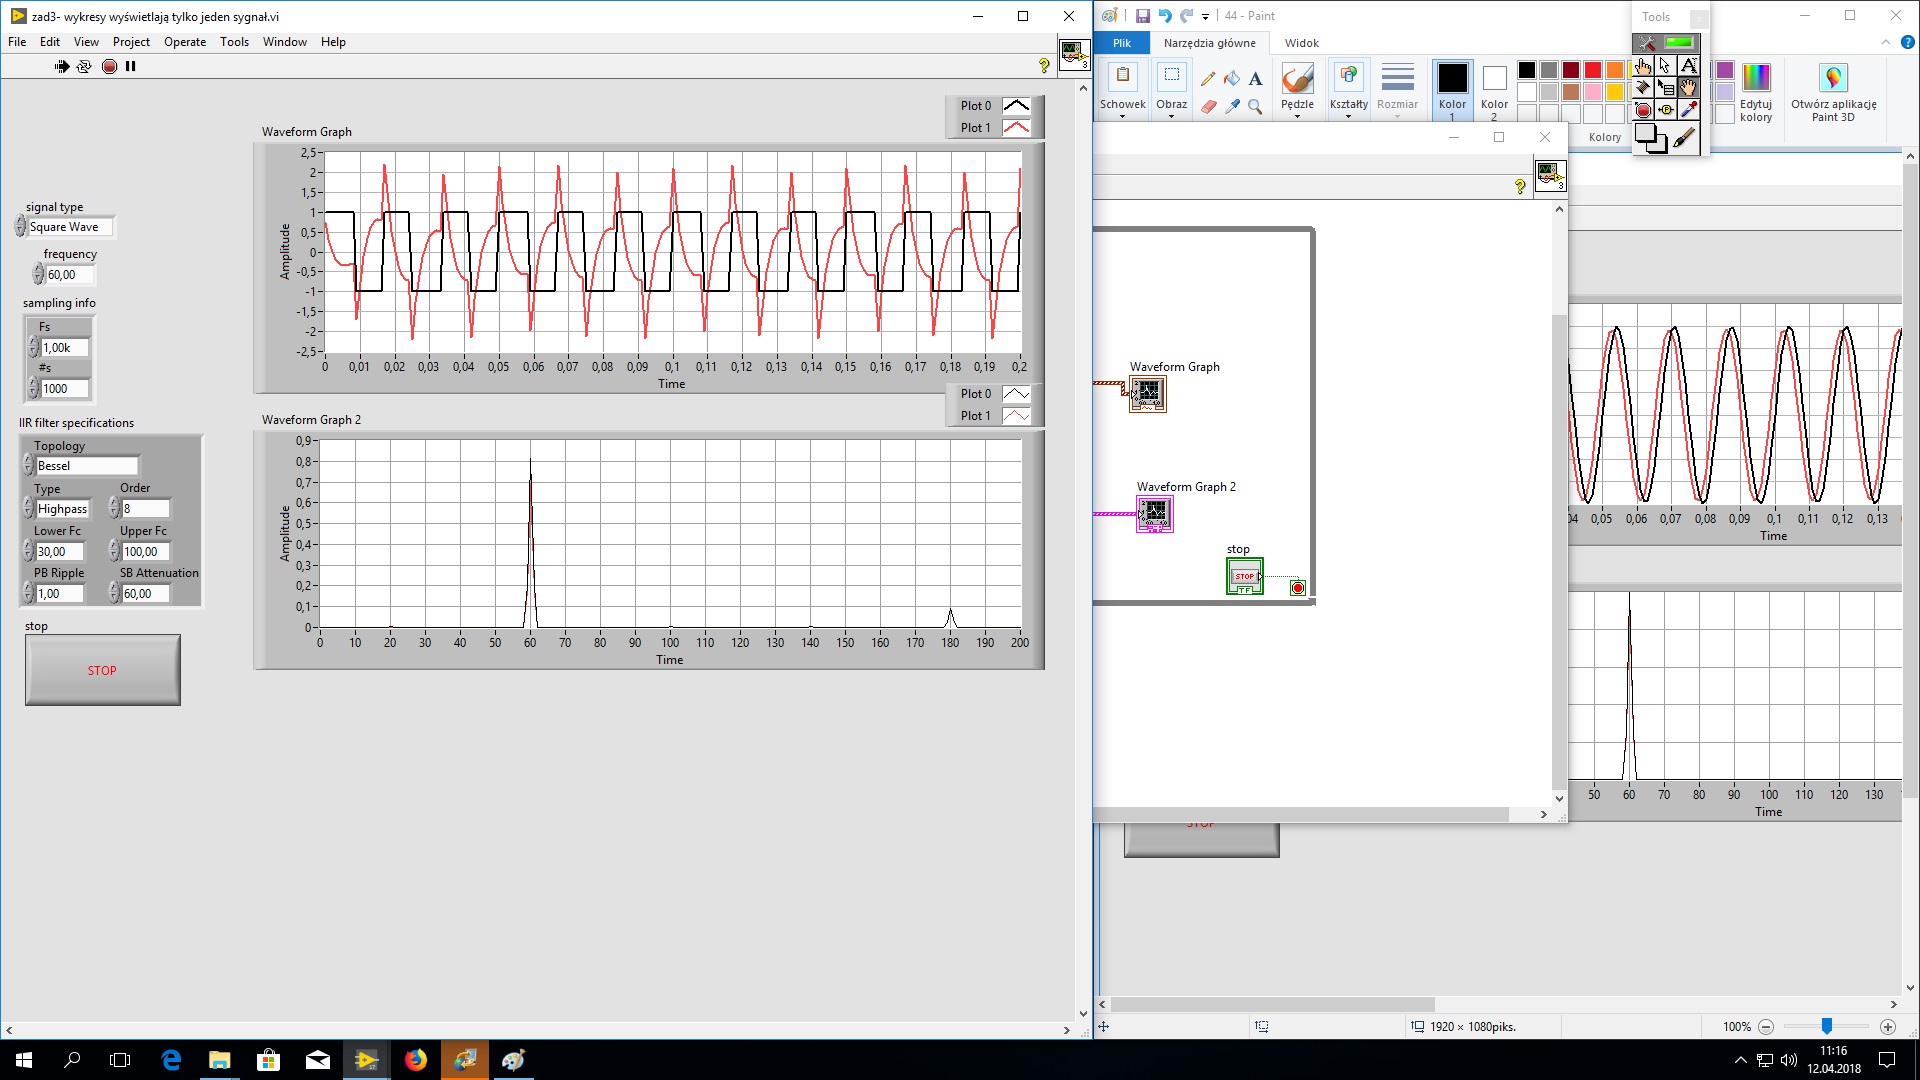 zad3- wykresy wyświetlają tylko jeden sygnał.vi
File Edit View Project Operate Tools Window Help
3
Plot 0
Plot 1
Waveform Graph
2,5
2
1,5
1
0,5
0
-0,5
-1
-1,5
-2
-2,5
Amplitude
0 0,01 0,02 0,03 0,04 0,05 0,06 0,07 0,08 0,09 0,1 0,11 0,12 0,13 0,14 0,15 0,16 0,17 0,18 0,19 0,2
Time
signal type
Square Wave
frequency
60,00
sampling info
Fs
1,00k
#s
1000
IIR filter specifications
Topology
Bessel
Type Order
Highpass 8
Lower Fc Upper Fc
30,00 100,00
PB Ripple SB Attenuation
1,00 60,00
stop
STOP
Plot 0
Plot 1
Waveform Graph 2
0,9
0,8
0,7
0,6
0,5
0,4
0,3
0,2
0,1
0
Amplitude
0 10 20 30 40 50 60 70 80 90 100 110 120 130 140 150 160 170 180 190 200
Time
44 - Paint
Plik Narzędzia główne Widok
Schowek Obraz Pędzle Kształty Rozmiar Kolor 1 Kolor 2 Edytuj kolory Otwórz aplikację Paint 3D
Kolory
Tools
3
Waveform Graph
Waveform Graph 2
stop
STOP
TF
04 0,05 0,06 0,07 0,08 0,09 0,1 0,11 0,12 0,13
Time
50 60 70 80 90 100 110 120 130
Time
STOP
1920 × 1080piks.
100%
11:16
12.04.2018